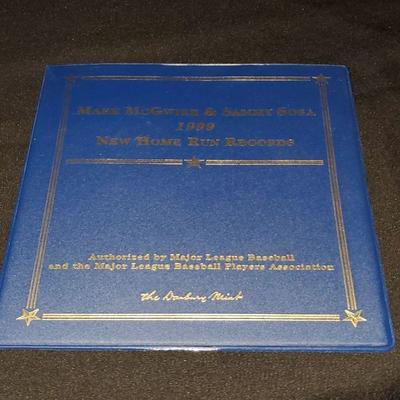 Mark McGwire & Sammy Sosa
1999
New Home Run Records
Authorized by Major League Baseball
and the Major League Baseball Players Association
the Danbury Mint